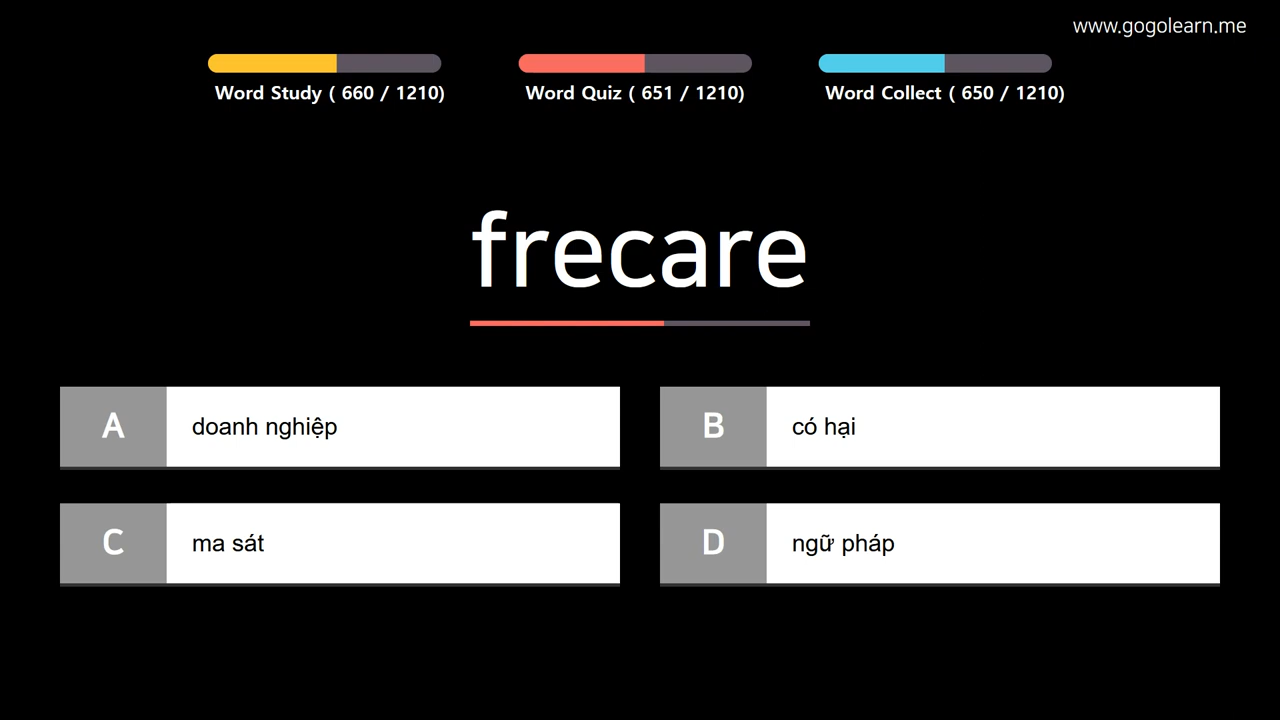 www.gogolearn.me
Word Study ( 660 / 1210)
Word Quiz ( 651 / 1210)
Word Collect ( 650 / 1210)
frecare
A
doanh nghiệp
B
có hại
C
ma sát
D
ngữ pháp